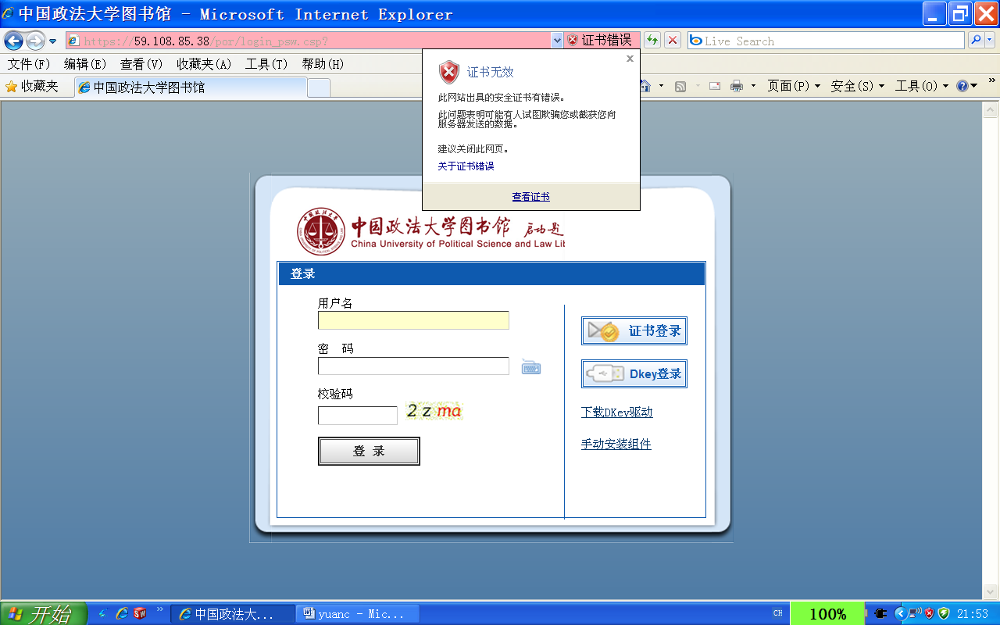 中国政法大学图书馆 - Microsoft Internet Explorer
https://59.108.85.38/por/login_psw.csp?
证书错误
Live Search
文件(F) 编辑(E) 查看(V) 收藏夹(A) 工具(T) 帮助(H)
收藏夹
中国政法大学图书馆
页面(P) 安全(S) 工具(O)
证书无效
此网站出具的安全证书有错误。
此问题表明可能有人试图欺骗您或截获您向
服务器发送的数据。
建议关闭此网页。
关于证书错误
查看证书
中国政法大学图书馆 启功题
China University of Political Science and Law Lib
登录
用户名
密 码
校验码
2 z ma
登 录
证书登录
Dkey登录
下载DKey驱动
手动安装组件
开始
中国政法大...
yuanc - Mic...
CH
100%
21:53